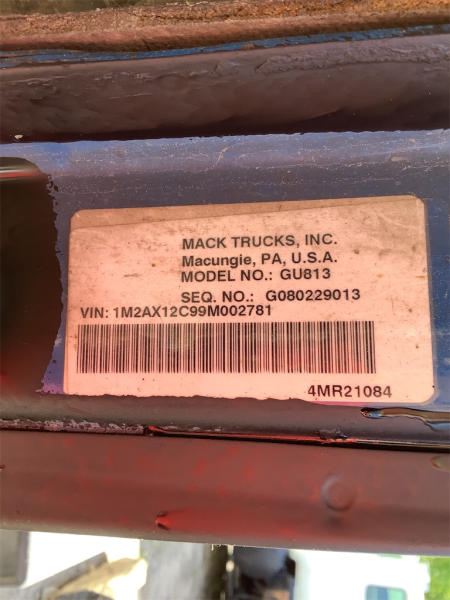 MACK TRUCKS, INC.
Macungie, PA, U.S.A.
MODEL NO.: GU813
SEQ. NO.: G080229013
VIN: 1M2AX12C99M002781
4MR21084